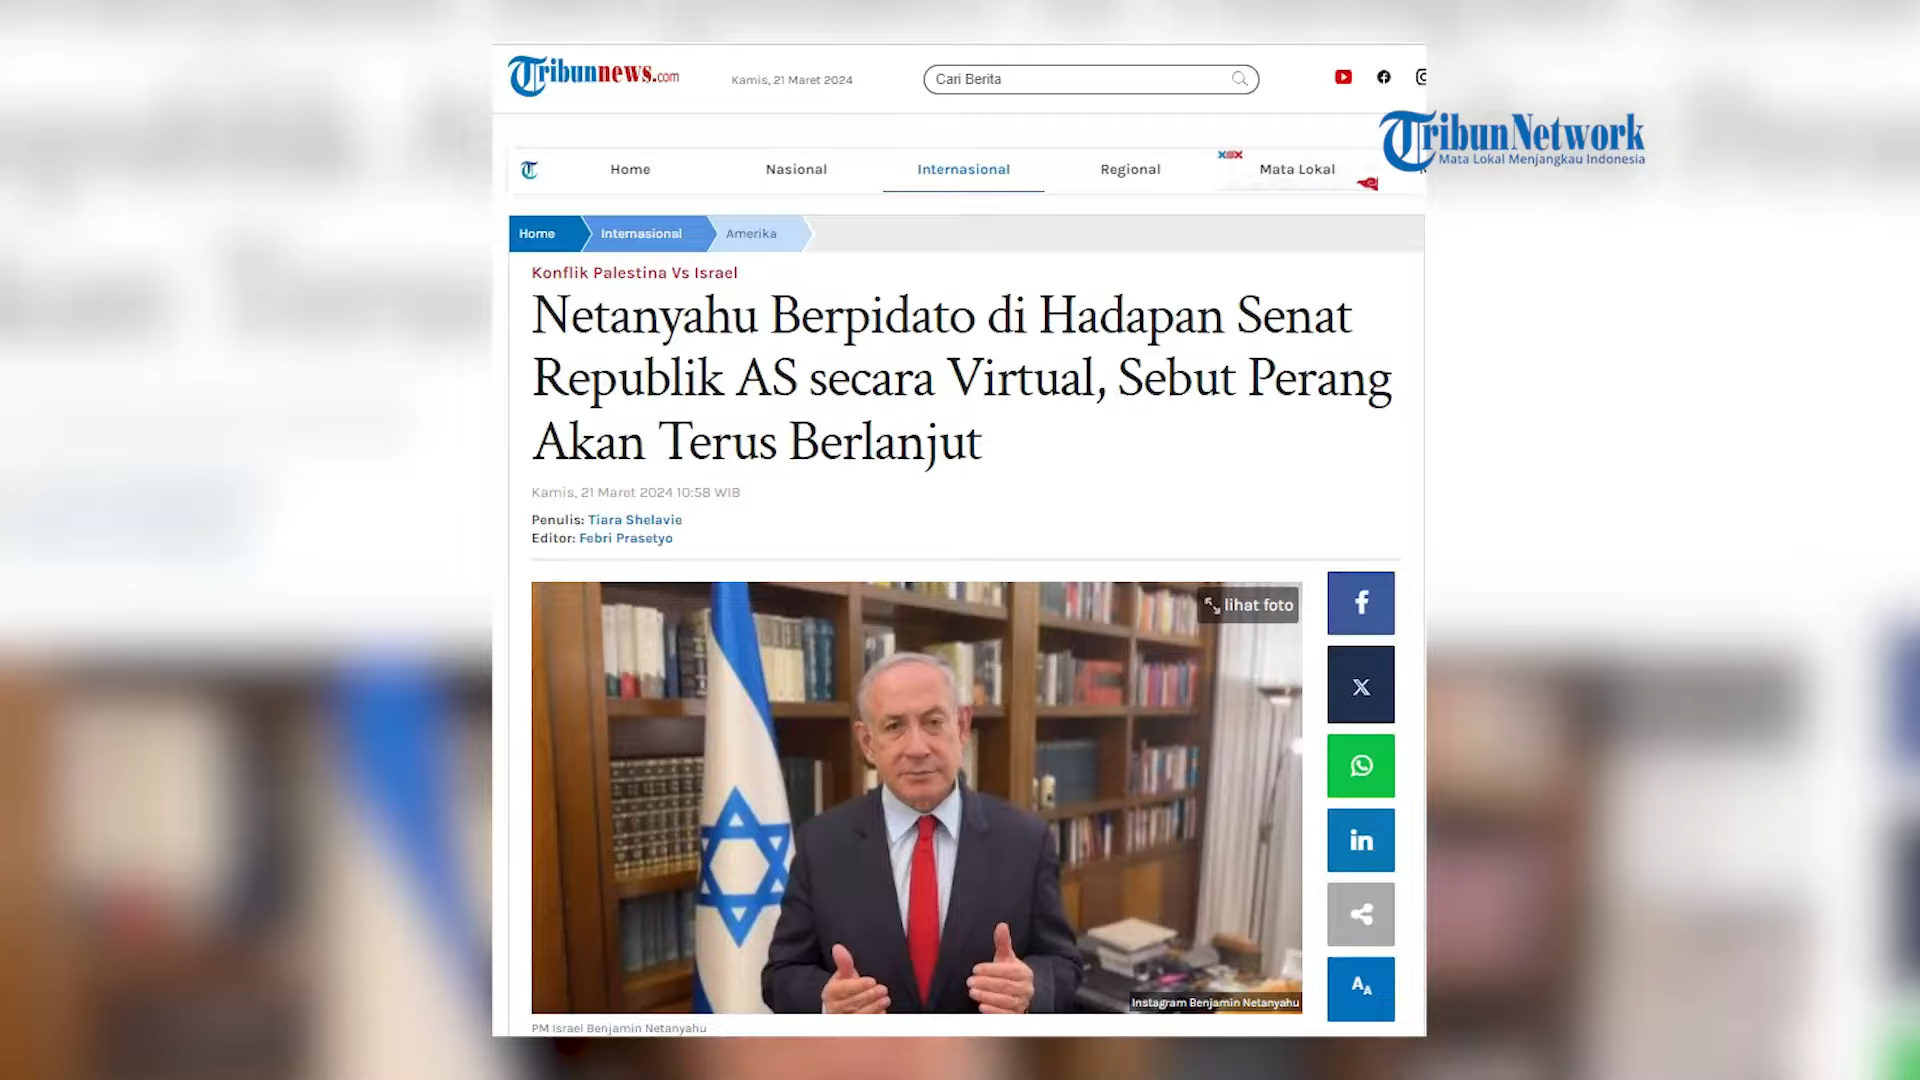 Tribunnews.com
Kamis, 21 Maret 2024
Cari Berita
TribunNetwork
Mata Lokal Menjangkau Indonesia
Home
Nasional
Internasional
Regional
Mata Lokal
Home
Internasional
Amerika
Konflik Palestina Vs Israel
Netanyahu Berpidato di Hadapan Senat
Republik AS secara Virtual, Sebut Perang
Akan Terus Berlanjut
Kamis, 21 Maret 2024 10:58 WIB
Penulis: Tiara Shelavie
Editor: Febri Prasetyo
lihat foto
Instagram Benjamin Netanyahu
PM Israel Benjamin Netanyahu